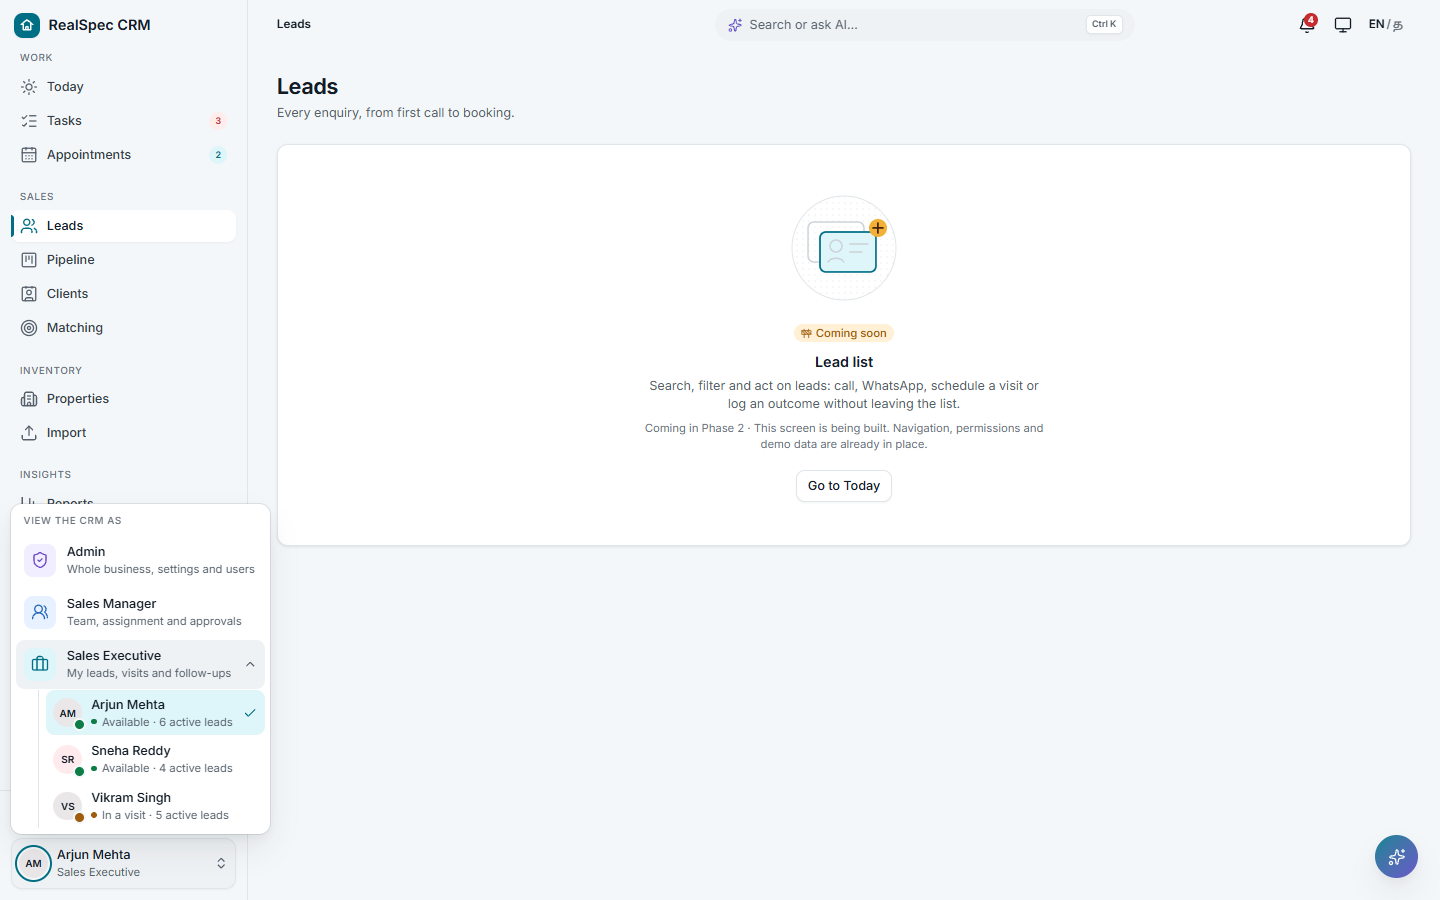 RealSpec CRM
WORK
Today
Tasks 3
Appointments 2
SALES
Leads
Pipeline
Clients
Matching
INVENTORY
Properties
Import
INSIGHTS
Reports
VIEW THE CRM AS
Admin
Whole business, settings and users
Sales Manager
Team, assignment and approvals
Sales Executive
My leads, visits and follow-ups
AM Arjun Mehta
Available · 6 active leads
SR Sneha Reddy
Available · 4 active leads
VS Vikram Singh
In a visit · 5 active leads
AM Arjun Mehta
Sales Executive
Leads
Search or ask AI...
Ctrl K
4
EN / த
Leads
Every enquiry, from first call to booking.
Coming soon
Lead list
Search, filter and act on leads: call, WhatsApp, schedule a visit or
log an outcome without leaving the list.
Coming in Phase 2 · This screen is being built. Navigation, permissions and
demo data are already in place.
Go to Today